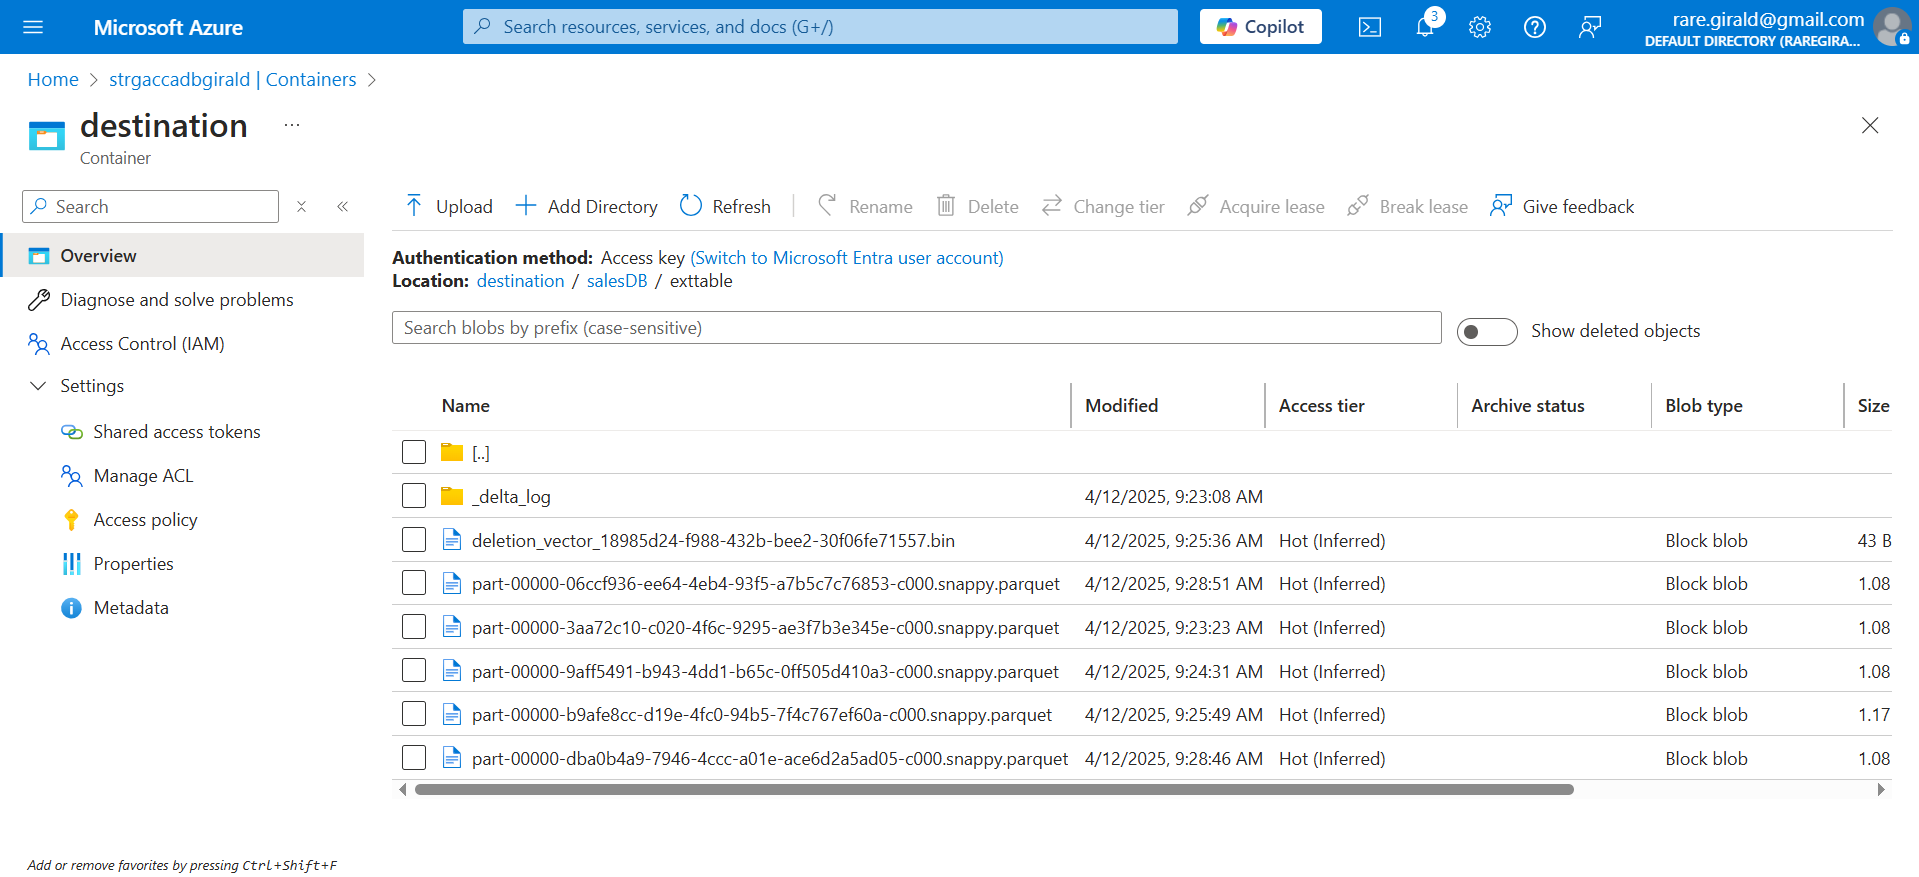 Microsoft Azure
Search resources, services, and docs (G+/)
Copilot
3
rare.girald@gmail.com
DEFAULT DIRECTORY (RAREGIRA...
Home > strgaccadbgirald | Containers >
destination ...
Container
Search
Overview
Diagnose and solve problems
Access Control (IAM)
Settings
Shared access tokens
Manage ACL
Access policy
Properties
Metadata
Add or remove favorites by pressing Ctrl+Shift+F
Upload Add Directory Refresh Rename Delete Change tier Acquire lease Break lease Give feedback
Authentication method: Access key (Switch to Microsoft Entra user account)
Location: destination / salesDB / exttable
Search blobs by prefix (case-sensitive)
Show deleted objects
Name Modified Access tier Archive status Blob type Size
[..]
_delta_log 4/12/2025, 9:23:08 AM
deletion_vector_18985d24-f988-432b-bee2-30f06fe71557.bin 4/12/2025, 9:25:36 AM Hot (Inferred) Block blob 43 B
part-00000-06ccf936-ee64-4eb4-93f5-a7b5c7c76853-c000.snappy.parquet 4/12/2025, 9:28:51 AM Hot (Inferred) Block blob 1.08
part-00000-3aa72c10-c020-4f6c-9295-ae3f7b3e345e-c000.snappy.parquet 4/12/2025, 9:23:23 AM Hot (Inferred) Block blob 1.08
part-00000-9aff5491-b943-4dd1-b65c-0ff505d410a3-c000.snappy.parquet 4/12/2025, 9:24:31 AM Hot (Inferred) Block blob 1.08
part-00000-b9afe8cc-d19e-4fc0-94b5-7f4c767ef60a-c000.snappy.parquet 4/12/2025, 9:25:49 AM Hot (Inferred) Block blob 1.17
part-00000-dba0b4a9-7946-4ccc-a01e-ace6d2a5ad05-c000.snappy.parquet 4/12/2025, 9:28:46 AM Hot (Inferred) Block blob 1.08